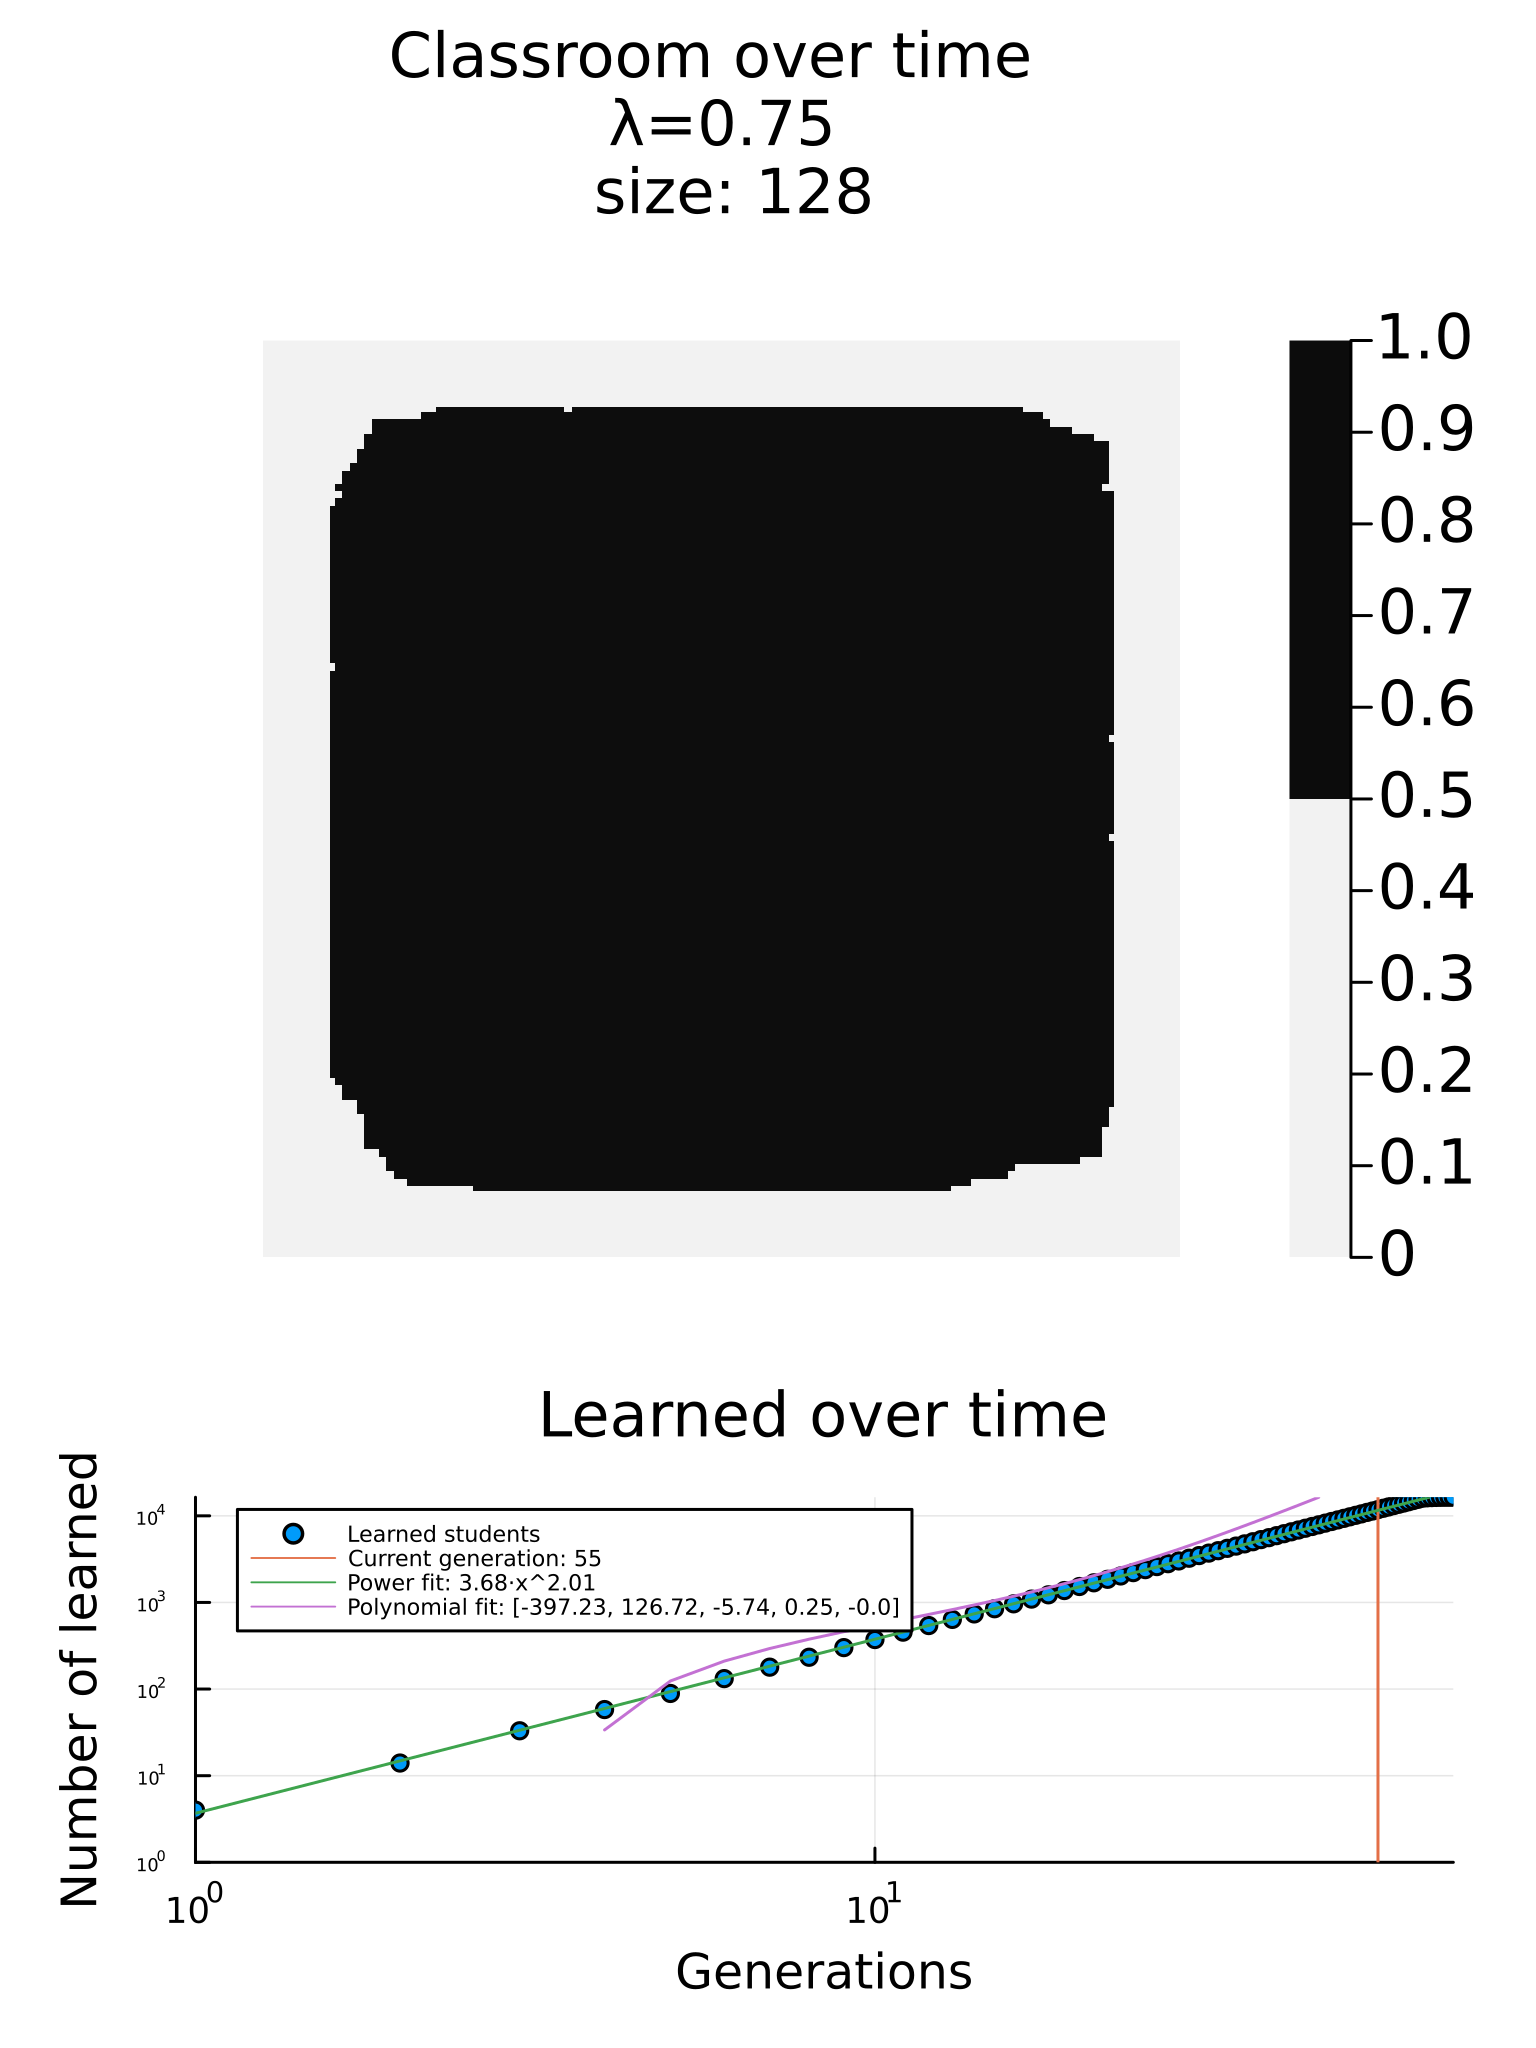 Classroom over time
λ=0.75
size: 128
1.0
0.9
0.8
0.7
0.6
0.5
0.4
0.3
0.2
0.1
0
Learned over time
Number of learned
10^4
10^3
10^2
10^1
10^0
Learned students
Current generation: 55
Power fit: 3.68·x^2.01
Polynomial fit: [-397.23, 126.72, -5.74, 0.25, -0.0]
10^0 10^1
Generations